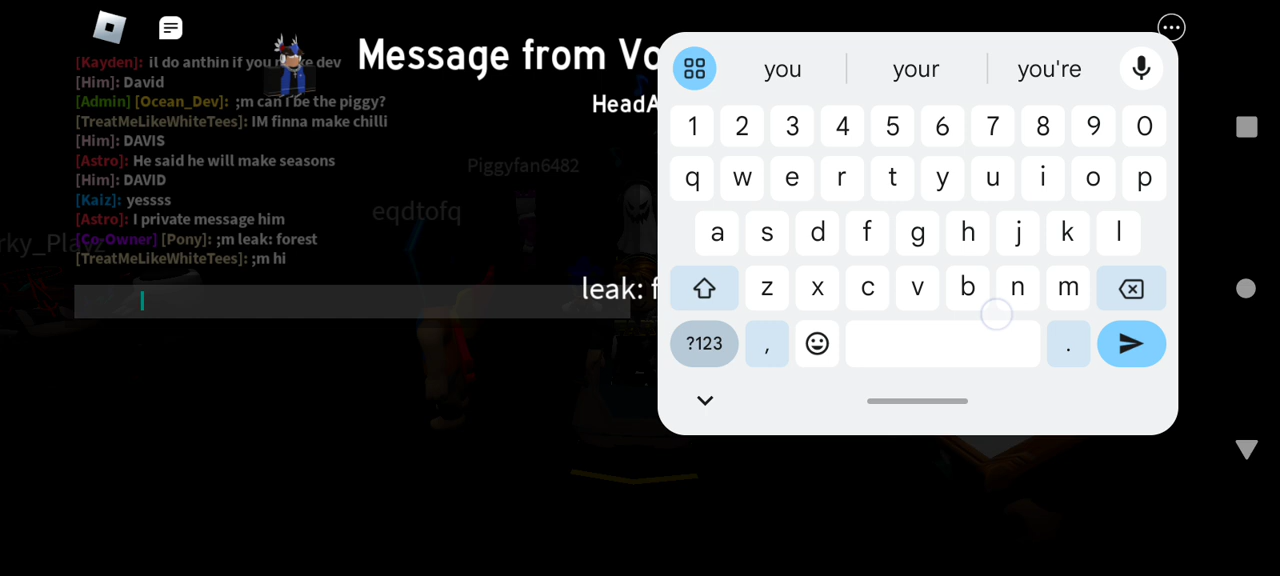 Message from Vo
HeadA
[Kayden]: il do anthin if you make dev
[Him]: David
[Admin] [Ocean_Dev]: ;m can i be the piggy?
[TreatMeLikeWhiteTees]: IM finna make chilli
[Him]: DAVIS
[Astro]: He said he will make seasons
[Him]: DAVID
[Kaiz]: yessss
[Astro]: I private message him
[Co-Owner] [Pony]: ;m leak: forest
[TreatMeLikeWhiteTees]: ;m hi
Piggyfan6482
eqdtofq
rky_Playz
leak: f
you your you're
1 2 3 4 5 6 7 8 9 0
q w e r t y u i o p
a s d f g h j k l
z x c v b n m
?123 , .